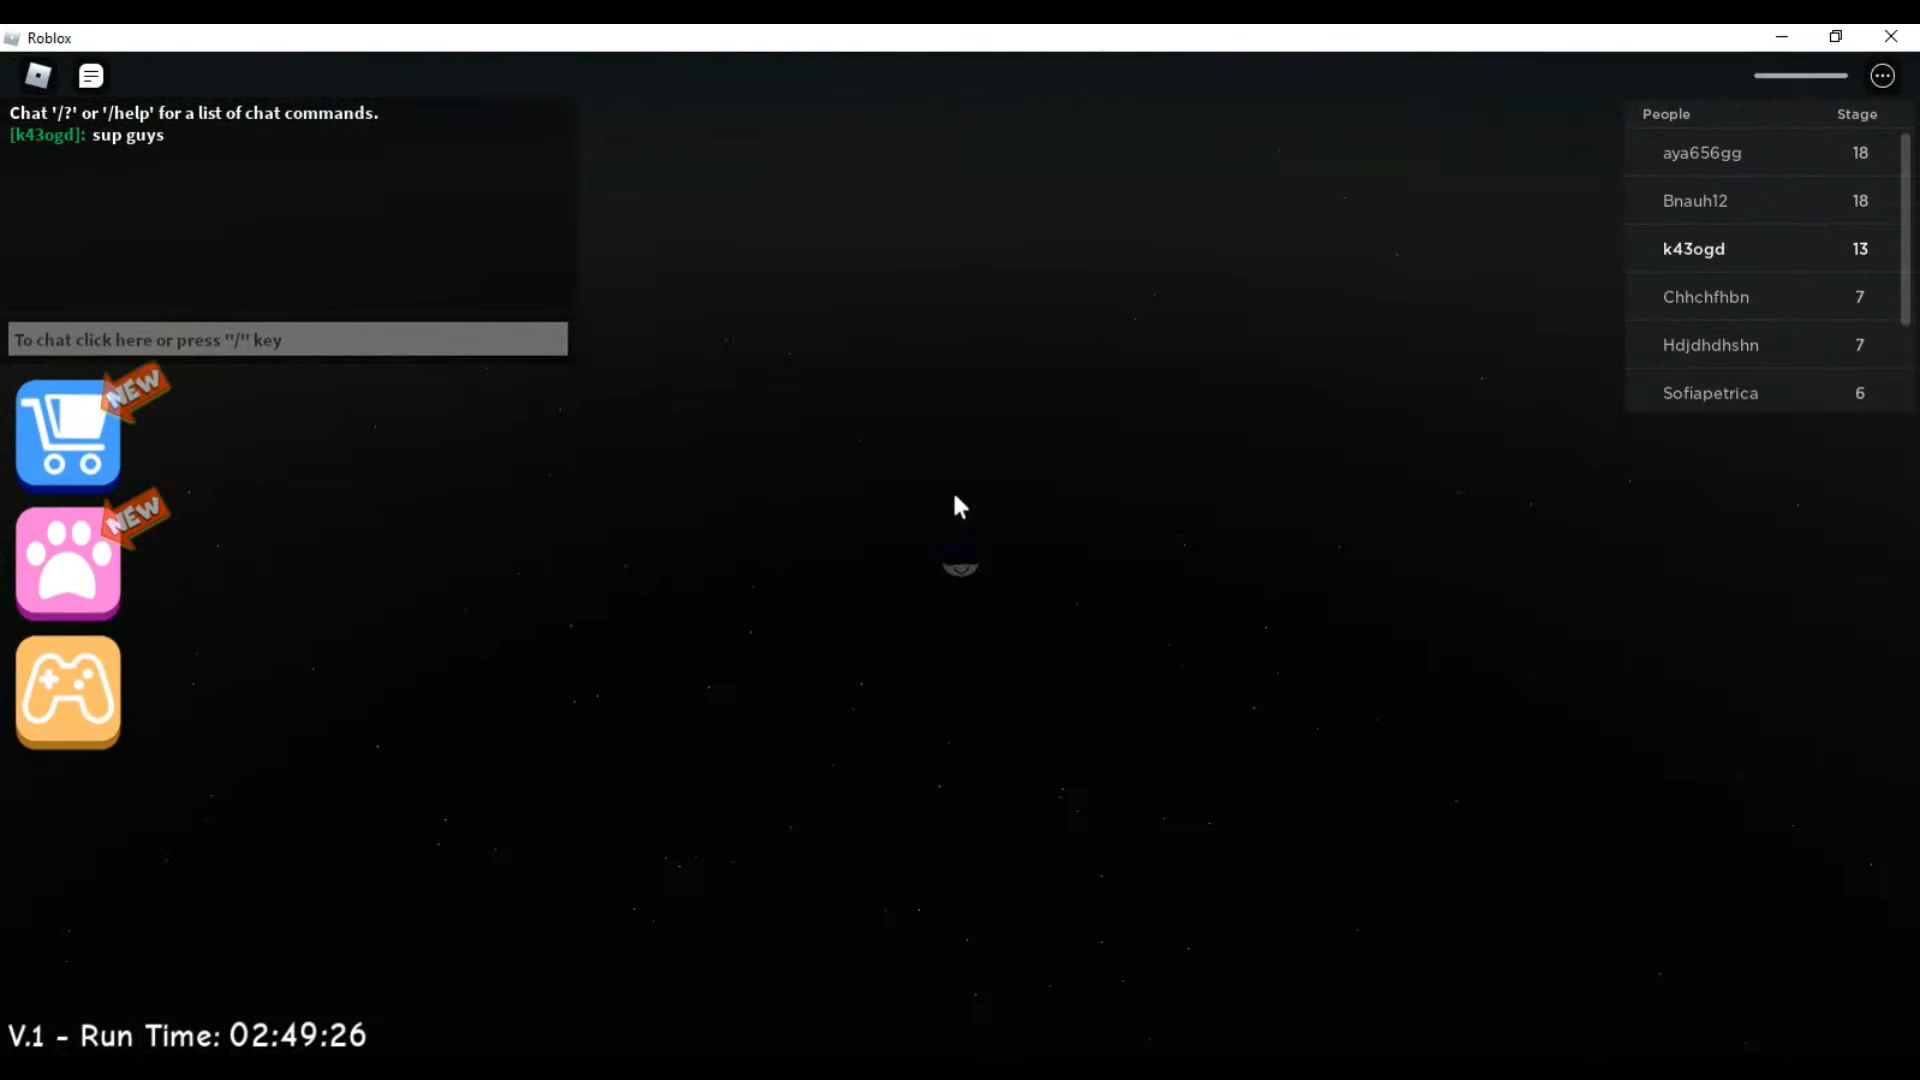 Roblox
Chat '/?' or '/help' for a list of chat commands.
[k43ogd]: sup guys
To chat click here or press "/" key
NEW
NEW
People Stage
aya656gg 18
Bnauh12 18
k43ogd 13
Chhchfhbn 7
Hdjdhdhshn 7
Sofiapetrica 6
V.1 - Run Time: 02:49:26